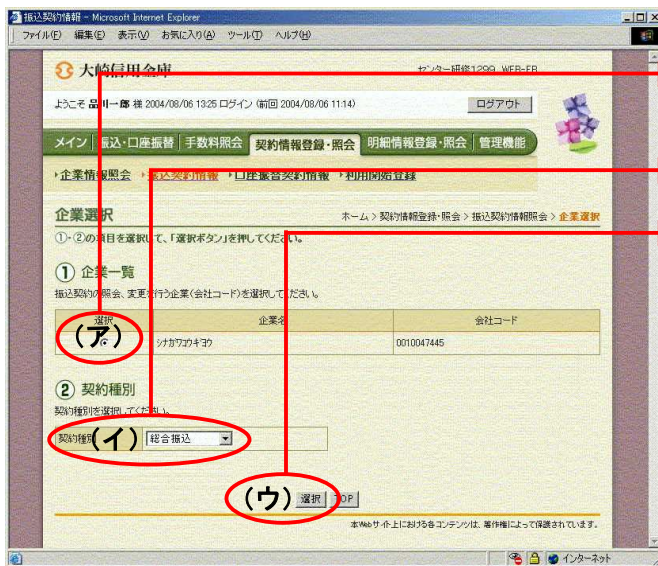 振込契約情報 - Microsoft Internet Explorer
ファイル(F) 編集(E) 表示(V) お気に入り(A) ツール(T) ヘルプ(H)
大崎信用金庫
センター研修1299 WEB-FB
ようこそ 品川一郎 様 2004/08/06 13:25 ログイン (前回 2004/08/06 11:14)
ログアウト
メイン 振込・口座振替 手数料照会 契約情報登録・照会 明細情報登録・照会 管理機能
企業情報照会 振込契約情報 口座振替契約情報 利用開始登録
企業選択
ホーム > 契約情報登録・照会 > 振込契約情報照会 > 企業選択
①・②の項目を選択して、「選択ボタン」を押してください。
① 企業一覧
振込契約の照会、変更を行う企業(会社コード)を選択してください。
選択 企業名 会社コード
(ア) シナガワコウギヨウ 0010047445
② 契約種別
契約種別を選択してください。
契約種別 (イ) 総合振込
(ウ) 選択 TOP
本Webサイト上における各コンテンツは、著作権によって保護されています。
インターネット